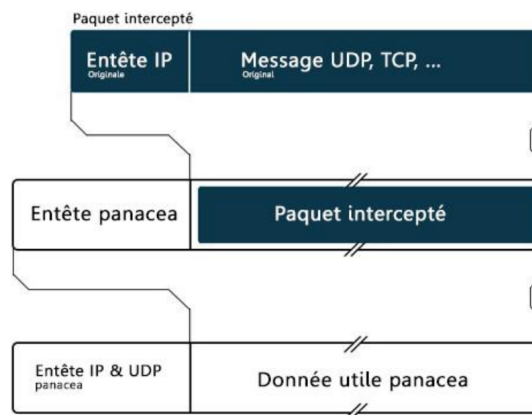 Paquet intercepté
Entête IP
Originale
Message UDP, TCP, ...
Original
Entête panacea
Paquet intercepté
Entête IP & UDP
panacea
Donnée utile panacea